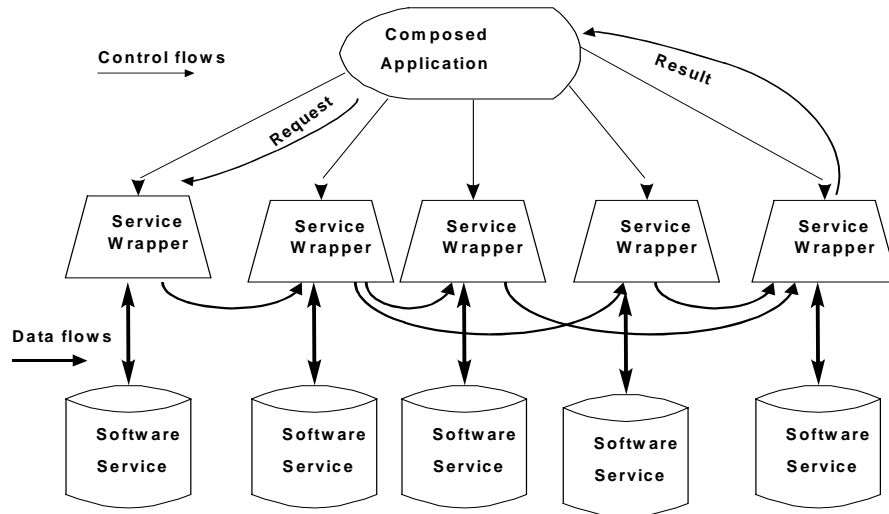 Composed
Application
Control flows
Request
Result
Service
Wrapper
Service
Wrapper
Service
Wrapper
Service
Wrapper
Service
Wrapper
Data flows
Software
Service
Software
Service
Software
Service
Software
Service
Software
Service